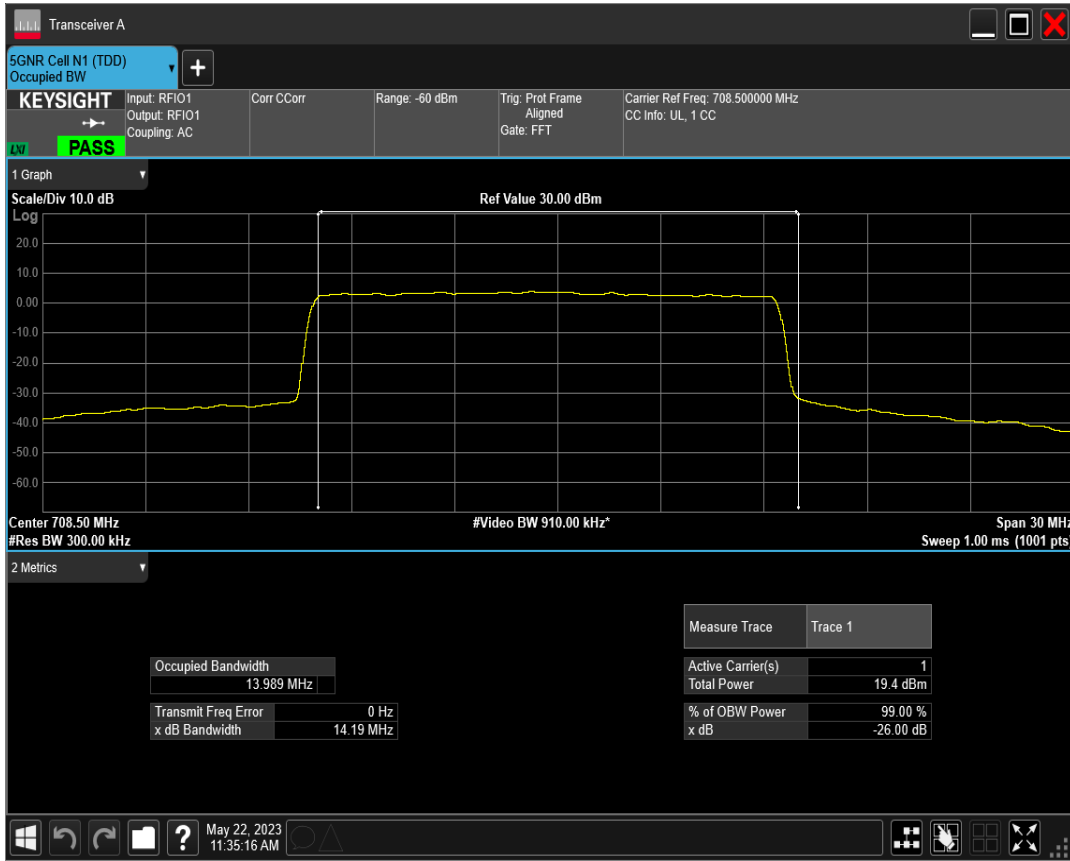 Transceiver A
5GNR Cell N1 (TDD)
Occupied BW
+
KEYSIGHT
LXI
PASS
Input: RFIO1
Output: RFIO1
Coupling: AC
Corr CCorr
Range: -60 dBm
Trig: Prot Frame
Aligned
Gate: FFT
Carrier Ref Freq: 708.500000 MHz
CC Info: UL, 1 CC
1 Graph
Scale/Div 10.0 dB
Ref Value 30.00 dBm
Log
20.0
10.0
0.00
-10.0
-20.0
-30.0
-40.0
-50.0
-60.0
Center 708.50 MHz
#Video BW 910.00 kHz*
Span 30 MHz
#Res BW 300.00 kHz
Sweep 1.00 ms (1001 pts)
2 Metrics
Measure Trace Trace 1
Occupied Bandwidth
13.989 MHz
Active Carrier(s) 1
Total Power 19.4 dBm
Transmit Freq Error 0 Hz
x dB Bandwidth 14.19 MHz
% of OBW Power 99.00 %
x dB -26.00 dB
?
May 22, 2023
11:35:16 AM